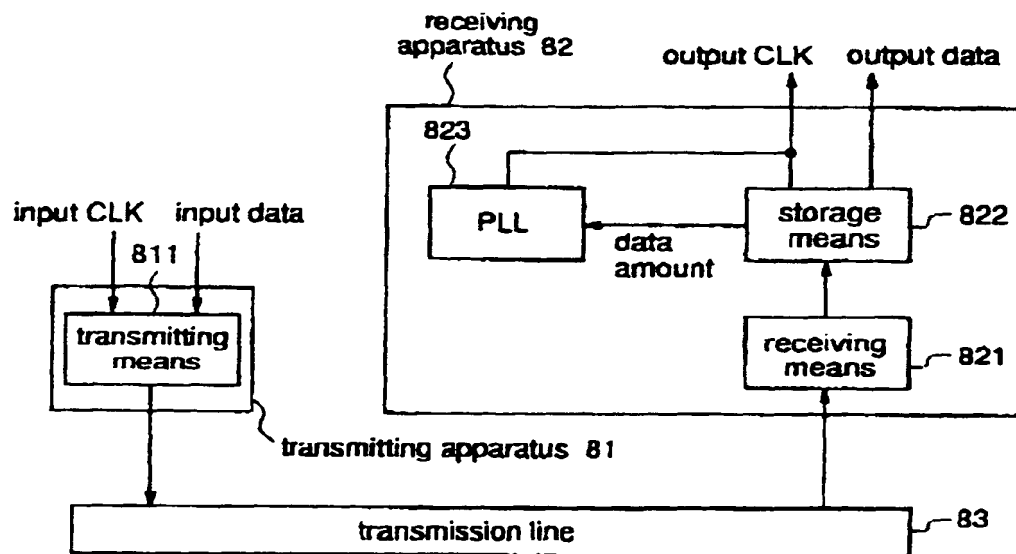 receiving
apparatus 82
output CLK
output data
823
PLL
data
amount
storage
means
822
input CLK
input data
811
transmitting
means
receiving
means
821
transmitting apparatus 81
transmission line
83